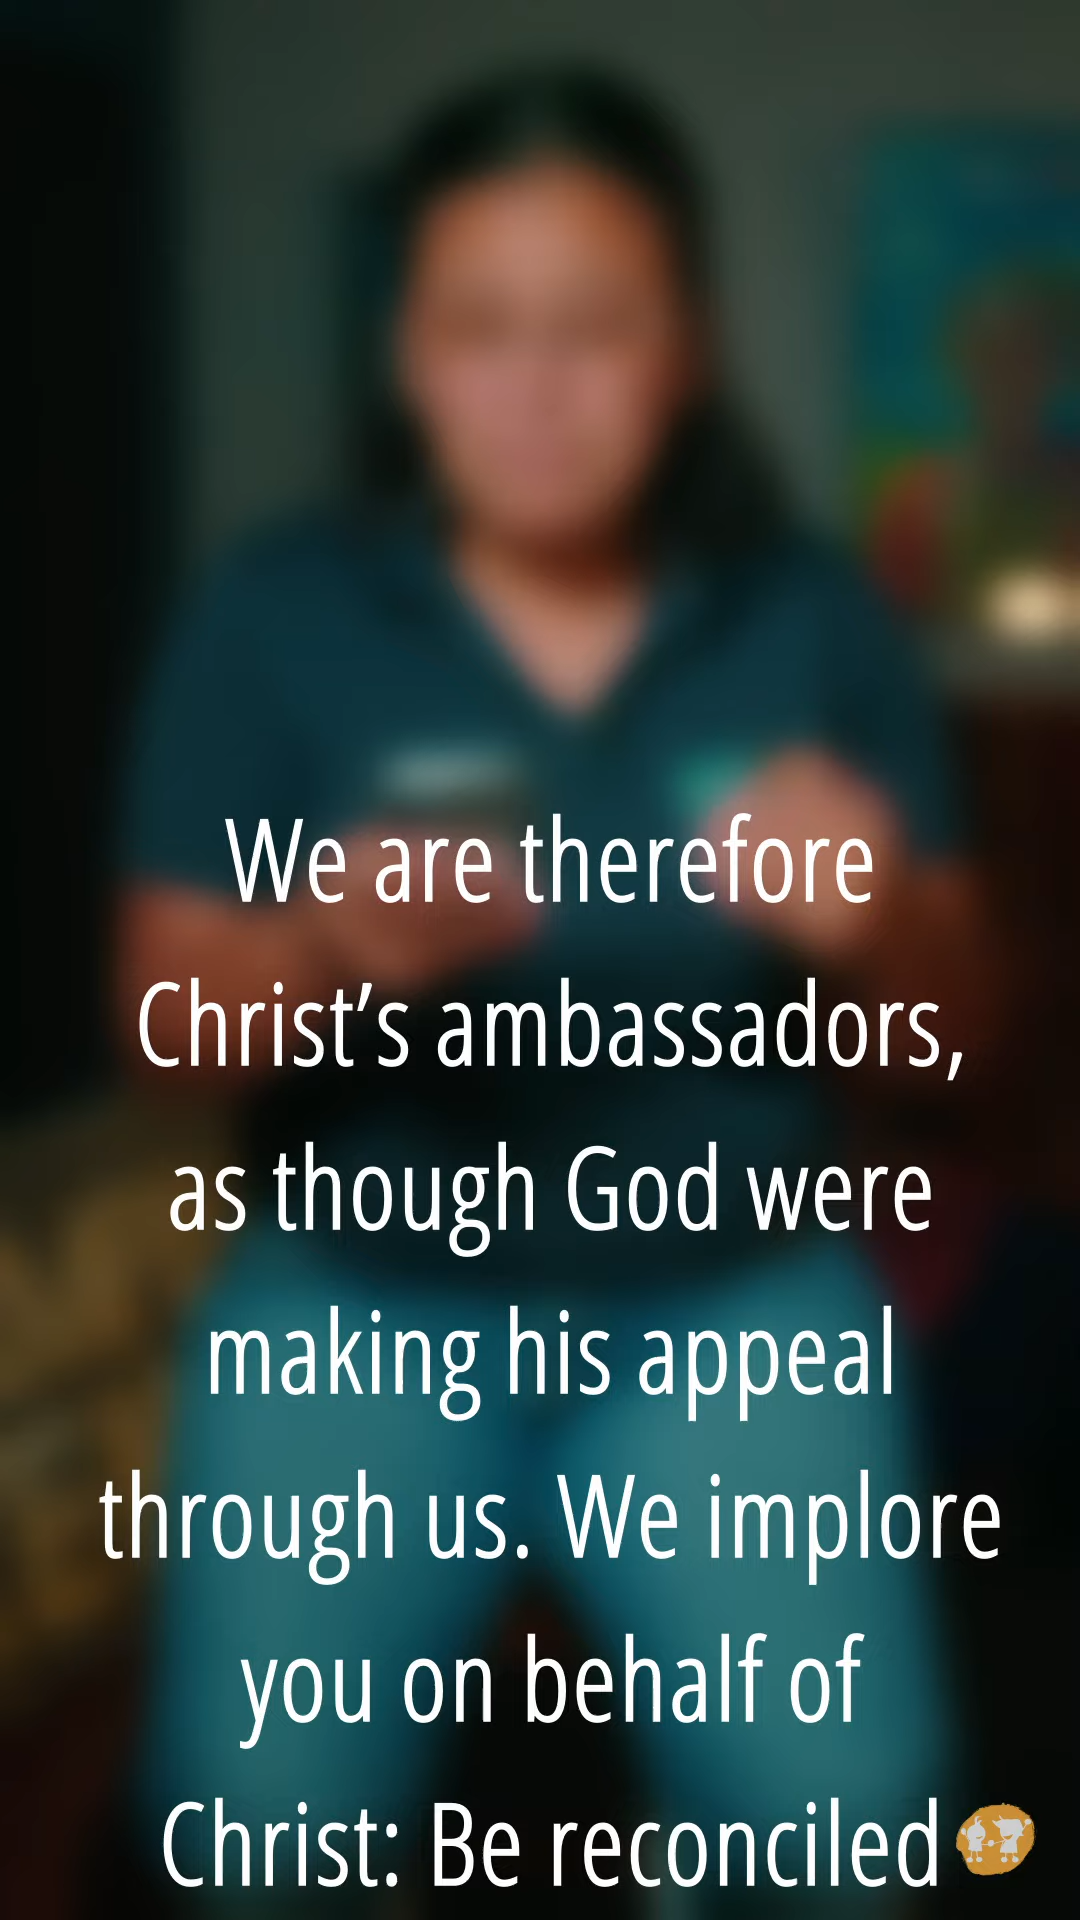 We are therefore
Christ’s ambassadors,
as though God were
making his appeal
through us. We implore
you on behalf of
Christ: Be reconciled